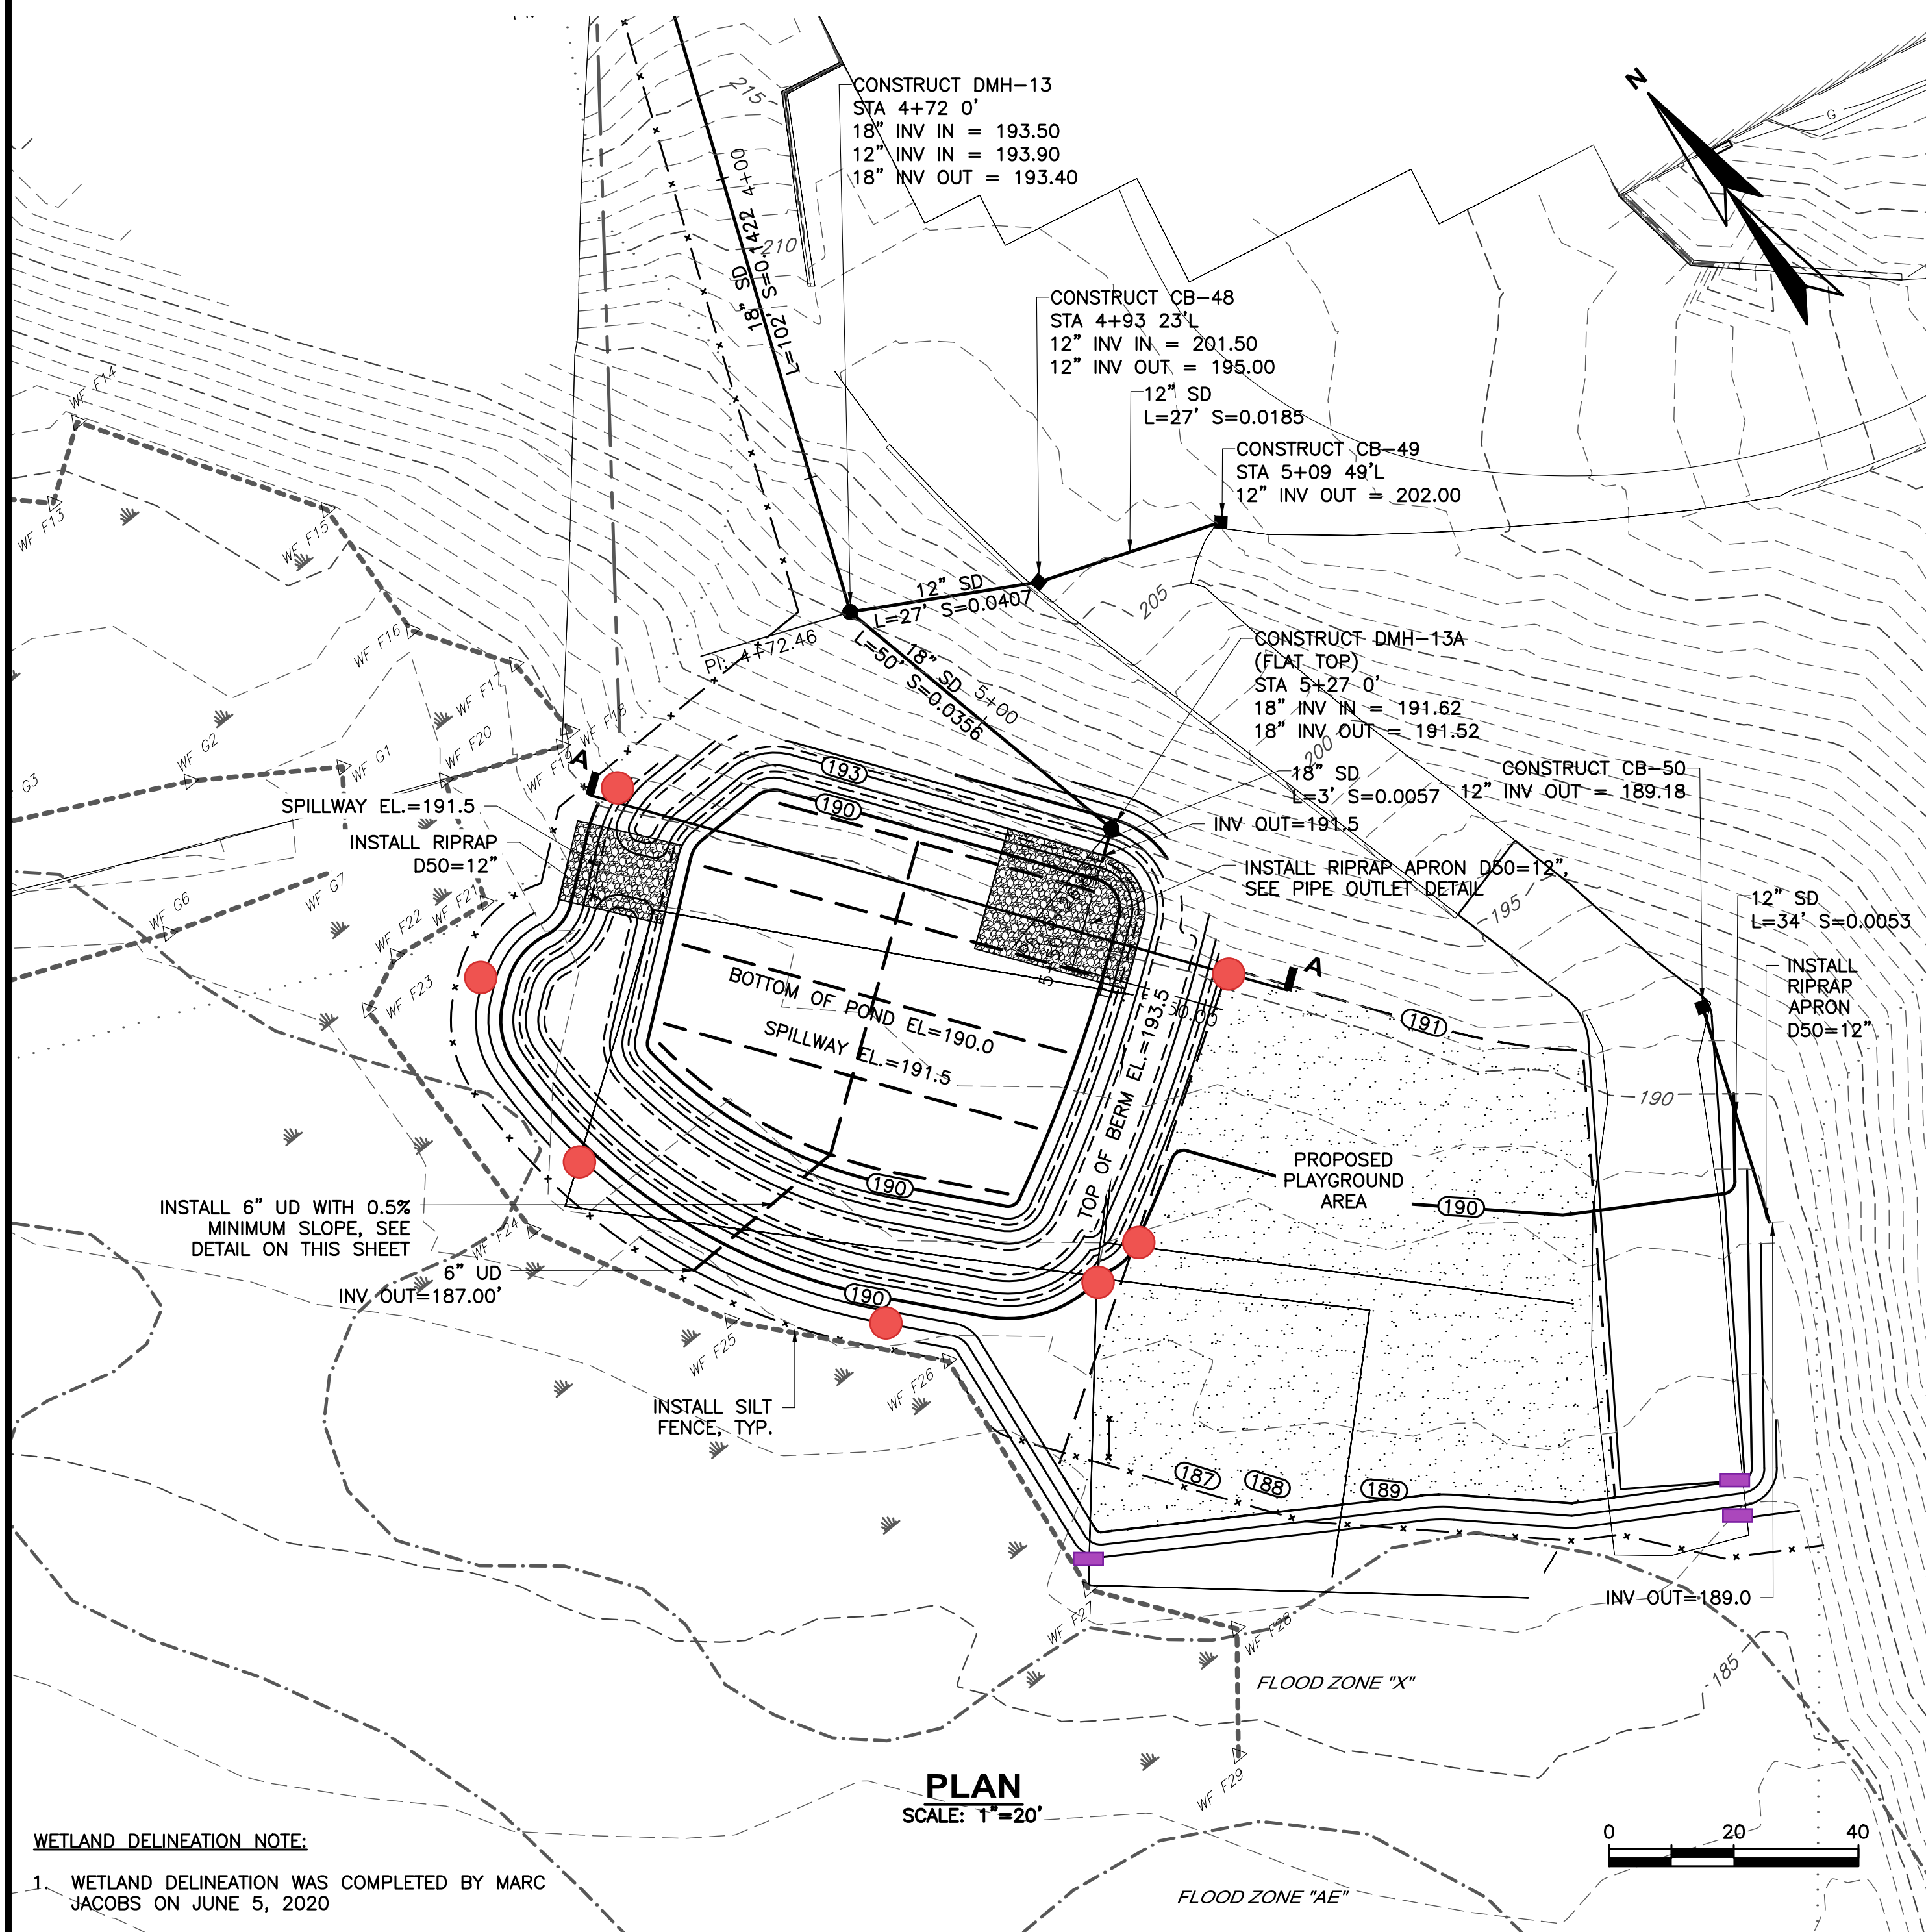 N
G
215
CONSTRUCT DMH-13
STA 4+72 0'
18" INV IN = 193.50
12" INV IN = 193.90
18" INV OUT = 193.40
4+00
18" SD
L=102' S=0.1422
210
CONSTRUCT CB-48
STA 4+93 23'L
12" INV IN = 201.50
12" INV OUT = 195.00
12" SD
L=27' S=0.0185
CONSTRUCT CB-49
STA 5+09 49'L
12" INV OUT = 202.00
WF F14
WF F13
WF F15
WF F16
WF F17
WF F18
WF F19
WF F20
WF G1
WF G2
G3
12" SD
L=27' S=0.0407
205
PI: 4+72.46
18" SD
L=50' S=0.0356
5+00
CONSTRUCT DMH-13A
(FLAT TOP)
STA 5+27 0'
18" INV IN = 191.62
18" INV OUT = 191.52
200
18" SD
L=3' S=0.0057
INV OUT=191.5
CONSTRUCT CB-50
12" INV OUT = 189.18
A
193
190
SPILLWAY EL.=191.5
INSTALL RIPRAP
D50=12"
INSTALL RIPRAP APRON D50=12",
SEE PIPE OUTLET DETAIL
195
12" SD
L=34' S=0.0053
INSTALL
RIPRAP
APRON
D50=12"
WF G6
WF G7
WF F21
WF F22
WF F23
A
191
190
BOTTOM OF POND EL=190.0
SPILLWAY EL.=191.5
TOP OF BERM EL.=193.5
PROPOSED
PLAYGROUND
AREA
190
190
INSTALL 6" UD WITH 0.5%
MINIMUM SLOPE, SEE
DETAIL ON THIS SHEET
WF F24
6" UD
INV OUT=187.00'
190
WF F25
WF F26
INSTALL SILT
FENCE, TYP.
187
188
189
INV OUT=189.0
WF F27
WF F28
WF F29
FLOOD ZONE "X"
185
PLAN
SCALE: 1"=20'
0 20 40
WETLAND DELINEATION NOTE:
1. WETLAND DELINEATION WAS COMPLETED BY MARC
JACOBS ON JUNE 5, 2020
FLOOD ZONE "AE"